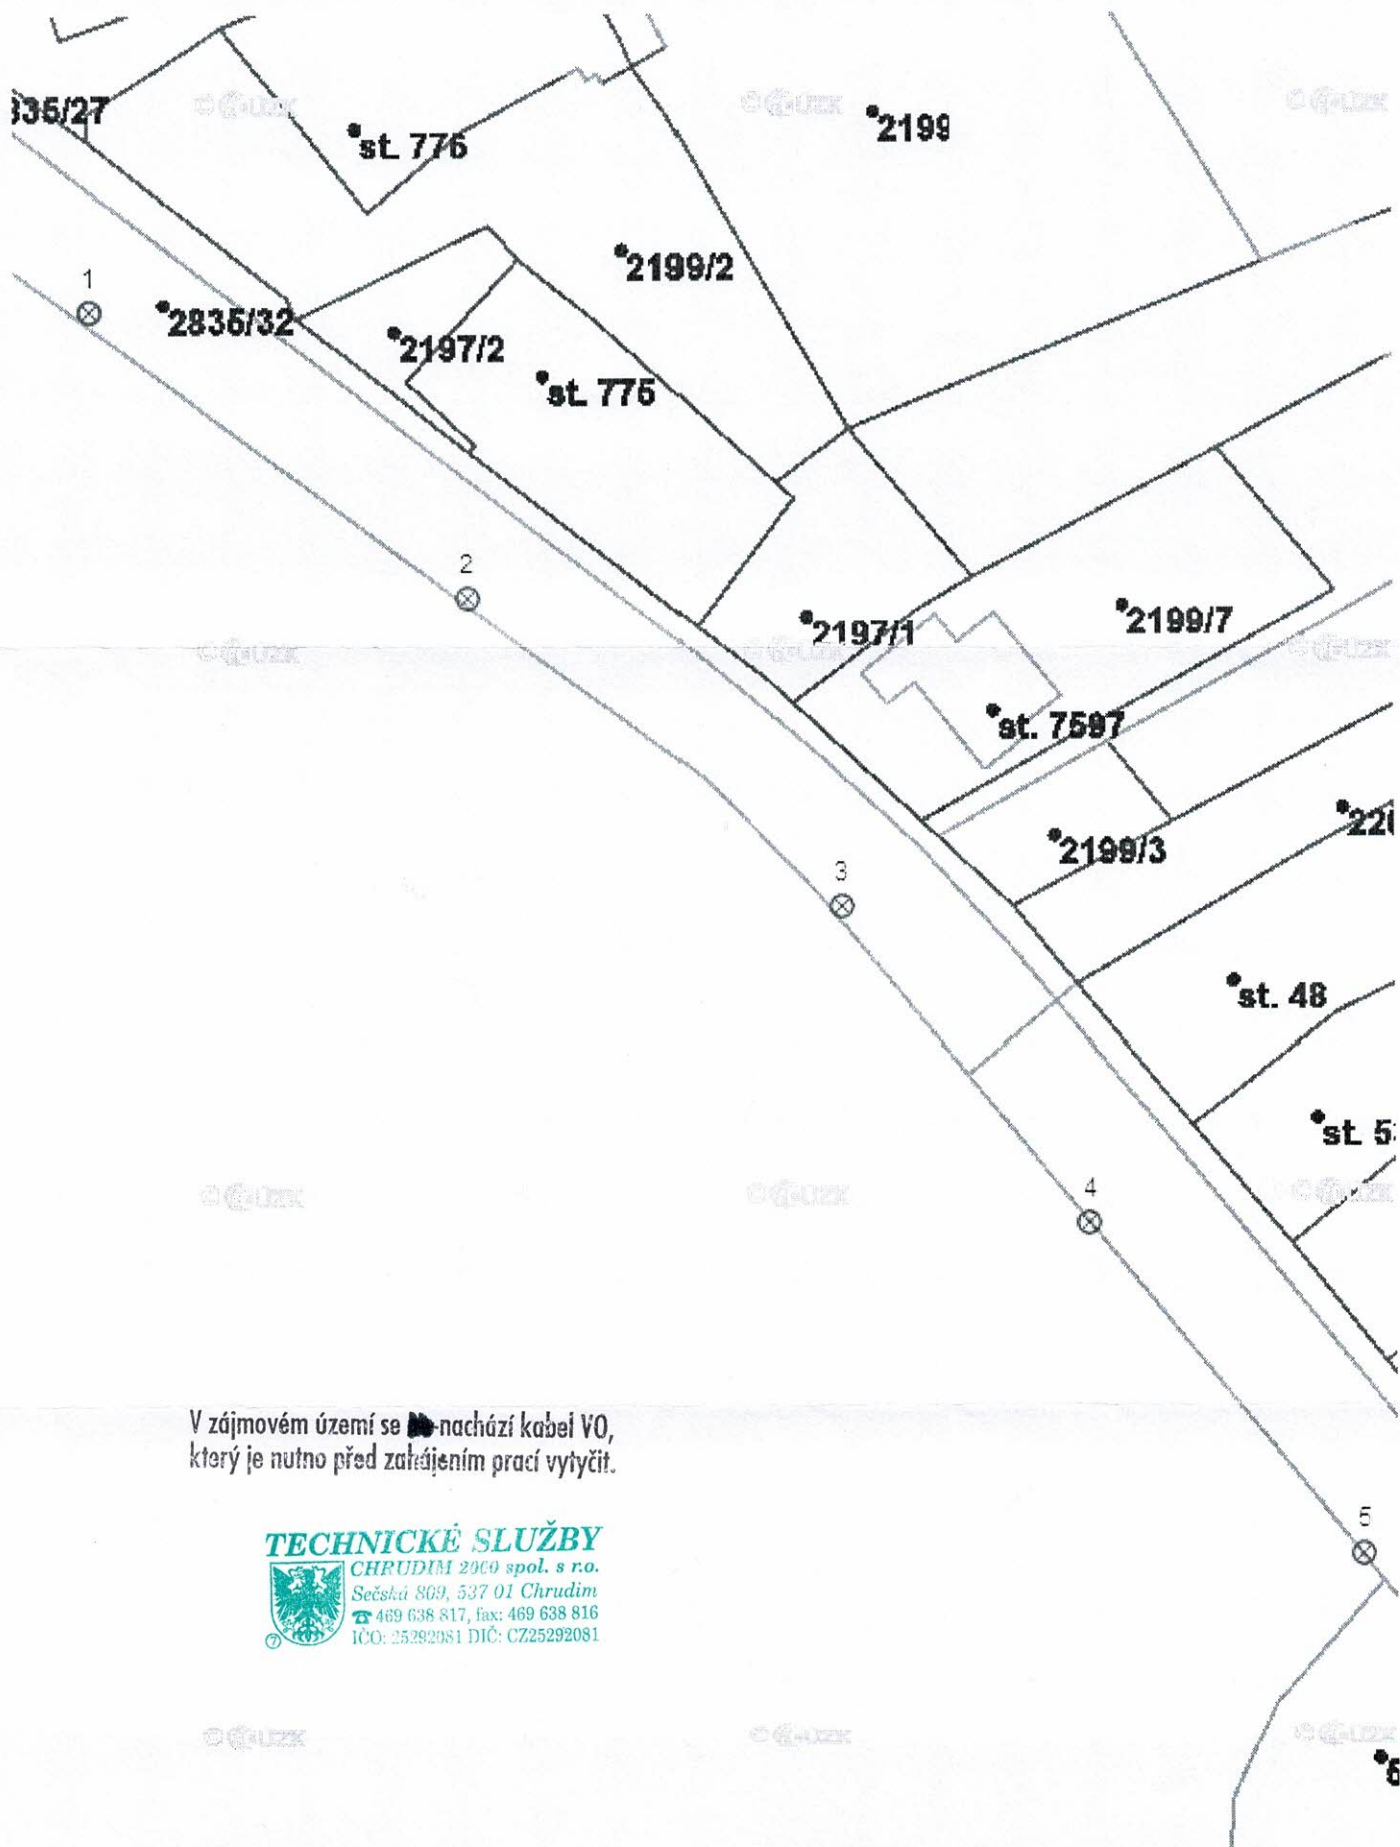 335/27
st. 776
2199
2199/2
1
2835/32
2197/2
st. 775
2
2197/1
2199/7
st. 7597
2199/3
3
st. 48
4
V zájmovém území se nachází kabel VO,
který je nutno před zahájením prací vytyčit.
5
TECHNICKÉ SLUŽBY
CHRUDIM 2000 spol. s r.o.
Sečská 809, 537 01 Chrudim
☎ 469 638 817, fax: 469 638 816
IČO: 25292081 DIČ: CZ25292081
7